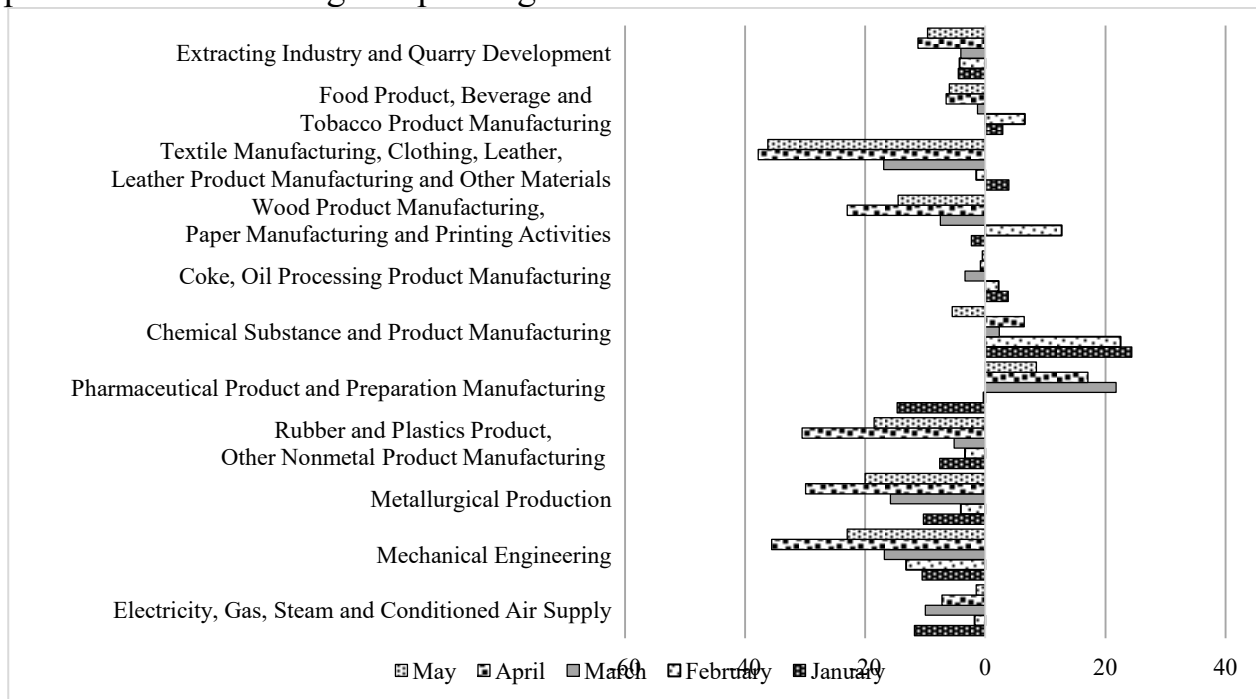 Extracting Industry and Quarry Development
Food Product, Beverage and
Tobacco Product Manufacturing
Textile Manufacturing, Clothing, Leather,
Leather Product Manufacturing and Other Materials
Wood Product Manufacturing,
Paper Manufacturing and Printing Activities
Coke, Oil Processing Product Manufacturing
Chemical Substance and Product Manufacturing
Pharmaceutical Product and Preparation Manufacturing
Rubber and Plastics Product,
Other Nonmetal Product Manufacturing
Metallurgical Production
Mechanical Engineering
Electricity, Gas, Steam and Conditioned Air Supply
-60 -40 -20 0 20 40
May April March February January